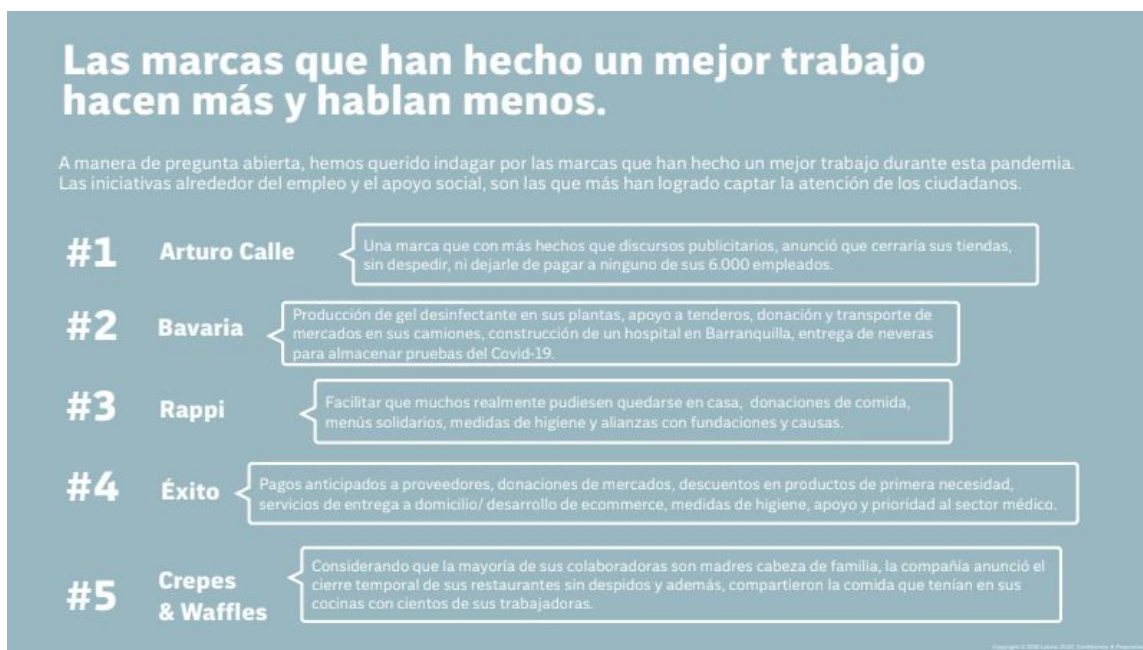 Las marcas que han hecho un mejor trabajo
hacen más y hablan menos.
A manera de pregunta abierta, hemos querido indagar por las marcas que han hecho un mejor trabajo durante esta pandemia.
Las iniciativas alrededor del empleo y el apoyo social, son las que más han logrado captar la atención de los ciudadanos.
#1 Arturo Calle
Una marca que con más hechos que discursos publicitarios, anunció que cerraría sus tiendas,
sin despedir, ni dejarle de pagar a ninguno de sus 6.000 empleados.
#2 Bavaria
Producción de gel desinfectante en sus plantas, apoyo a tenderos, donación y transporte de
mercados en sus camiones, construcción de un hospital en Barranquilla, entrega de neveras
para almacenar pruebas del Covid-19.
#3 Rappi
Facilitar que muchos realmente pudiesen quedarse en casa, donaciones de comida,
menús solidarios, medidas de higiene y alianzas con fundaciones y causas.
#4 Éxito
Pagos anticipados a proveedores, donaciones de mercados, descuentos en productos de primera necesidad,
servicios de entrega a domicilio/ desarrollo de ecommerce, medidas de higiene, apoyo y prioridad al sector médico.
#5 Crepes
& Waffles
Considerando que la mayoría de sus colaboradoras son madres cabeza de familia, la compañía anunció el
cierre temporal de sus restaurantes sin despidos y además, compartieron la comida que tenían en sus
cocinas con cientos de sus trabajadoras.